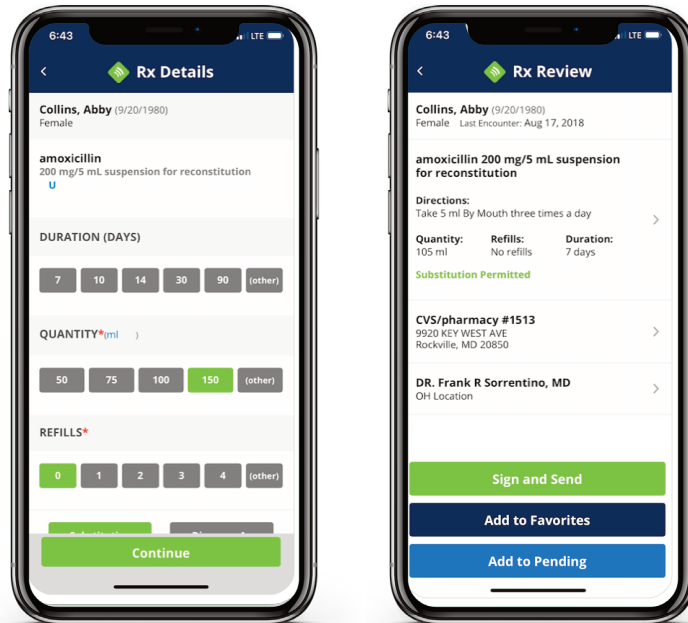 6:43
LTE
Rx Details
Collins, Abby (9/20/1980)
Female
amoxicillin
200 mg/5 mL suspension for reconstitution
U
DURATION (DAYS)
7 10 14 30 90 (other)
QUANTITY*(ml )
50 75 100 150 (other)
REFILLS*
0 1 2 3 4 (other)
Continue
6:43
LTE
Rx Review
Collins, Abby (9/20/1980)
Female Last Encounter: Aug 17, 2018
amoxicillin 200 mg/5 mL suspension
for reconstitution
Directions:
Take 5 ml By Mouth three times a day
Quantity: Refills: Duration:
105 ml No refills 7 days
Substitution Permitted
CVS/pharmacy #1513
9920 KEY WEST AVE
Rockville, MD 20850
DR. Frank R Sorrentino, MD
OH Location
Sign and Send
Add to Favorites
Add to Pending